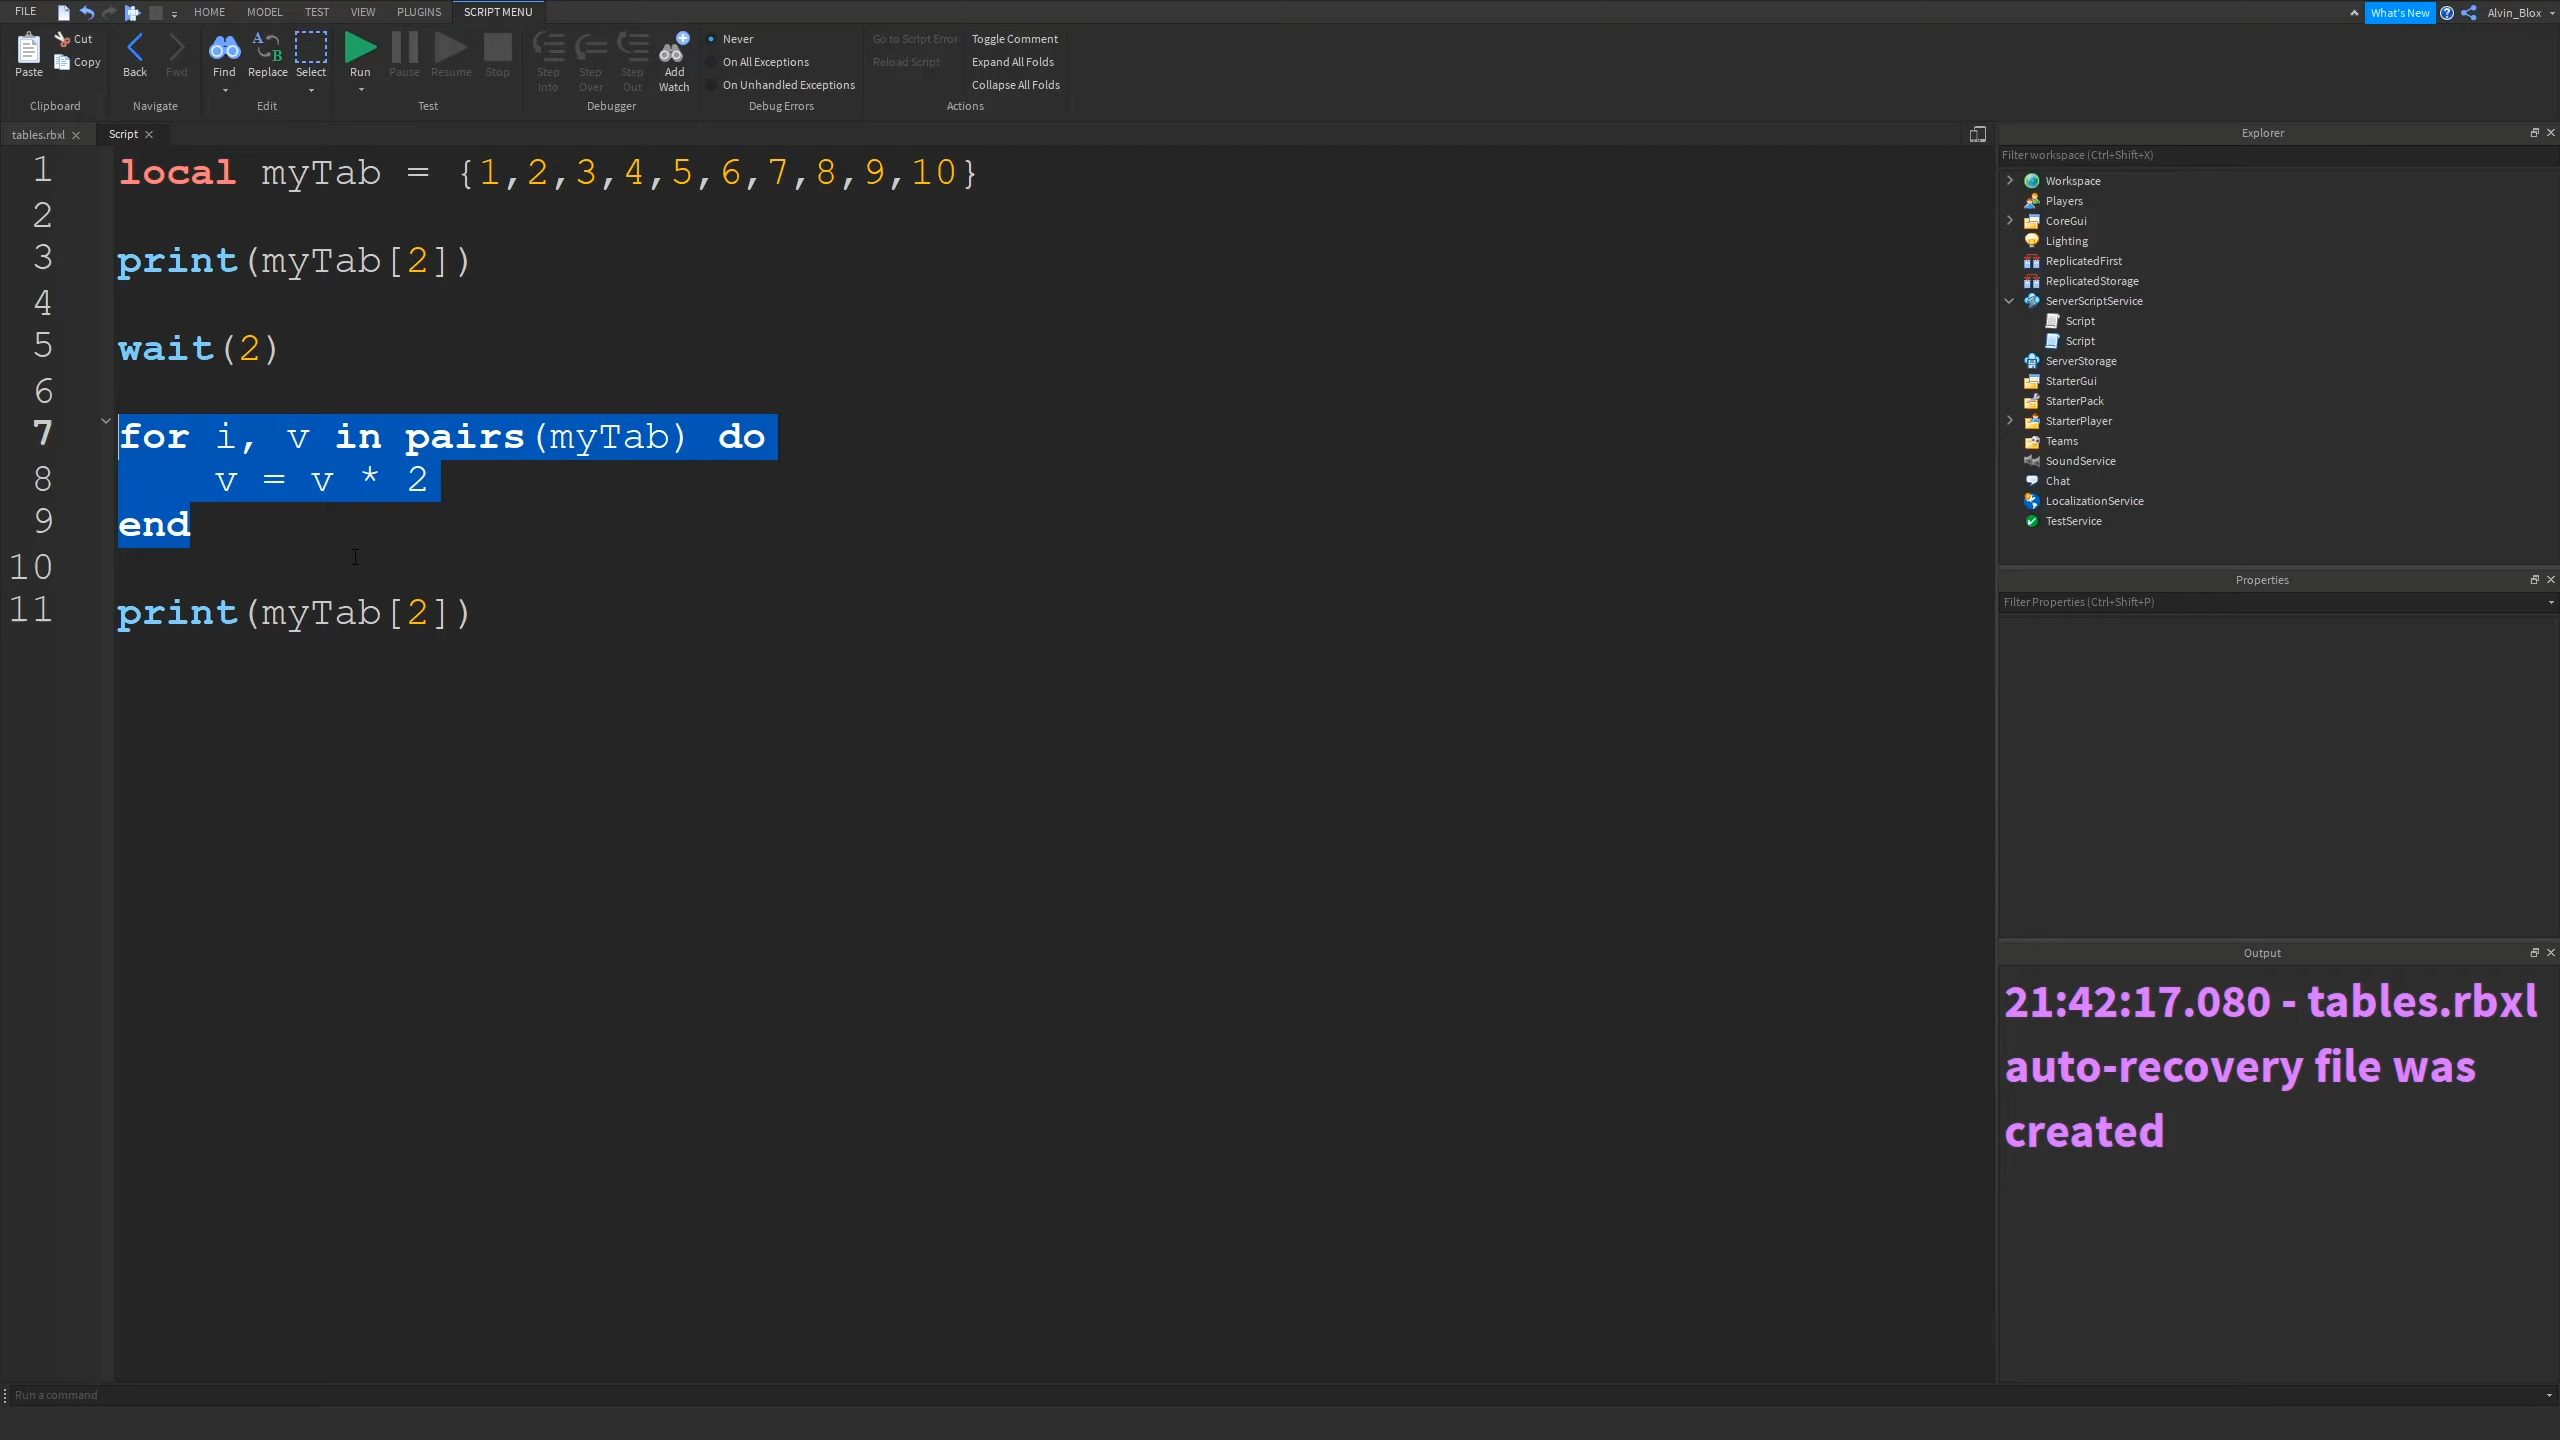 FILE HOME MODEL TEST VIEW PLUGINS SCRIPT MENU What's New Alvin_Blox
Paste Cut Copy Clipboard
Back Fwd Navigate
Find Replace Select Edit
Run Pause Resume Stop Test
Step Into Step Over Step Out Add Watch Debugger
Never
On All Exceptions
On Unhandled Exceptions
Debug Errors
Go to Script Error Toggle Comment
Reload Script Expand All Folds
Collapse All Folds
Actions
tables.rbxl Script
1 local myTab = {1,2,3,4,5,6,7,8,9,10}
2
3 print(myTab[2])
4
5 wait(2)
6
7 for i, v in pairs(myTab) do
8 v = v * 2
9 end
10
11 print(myTab[2])
Explorer
Filter workspace (Ctrl+Shift+X)
Workspace
Players
CoreGui
Lighting
ReplicatedFirst
ReplicatedStorage
ServerScriptService
Script
Script
ServerStorage
StarterGui
StarterPack
StarterPlayer
Teams
SoundService
Chat
LocalizationService
TestService
Properties
Filter Properties (Ctrl+Shift+P)
Output
21:42:17.080 - tables.rbxl
auto-recovery file was
created
Run a command